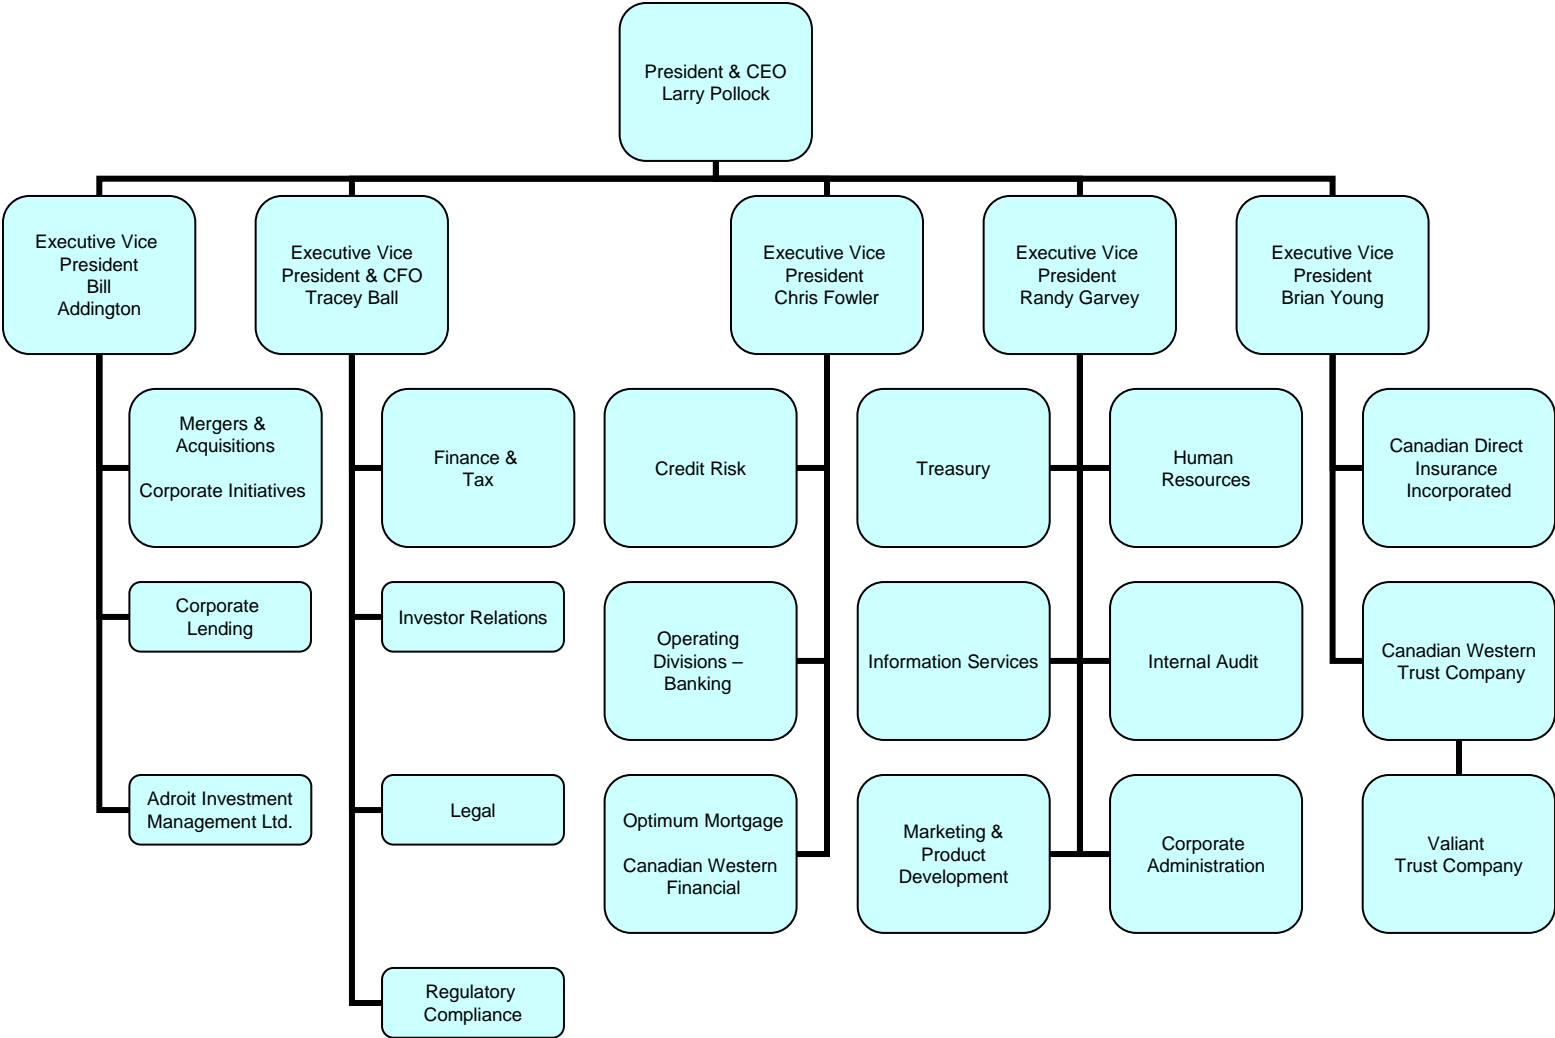 President & CEO
Larry Pollock
Executive Vice
President
Bill
Addington
Executive Vice
President & CFO
Tracey Ball
Executive Vice
President
Chris Fowler
Executive Vice
President
Randy Garvey
Executive Vice
President
Brian Young
Mergers &
Acquisitions
Corporate Initiatives
Finance &
Tax
Credit Risk
Treasury
Human
Resources
Canadian Direct
Insurance
Incorporated
Corporate
Lending
Investor Relations
Operating
Divisions –
Banking
Information Services
Internal Audit
Canadian Western
Trust Company
Adroit Investment
Management Ltd.
Legal
Optimum Mortgage
Canadian Western
Financial
Marketing &
Product
Development
Corporate
Administration
Valiant
Trust Company
Regulatory
Compliance